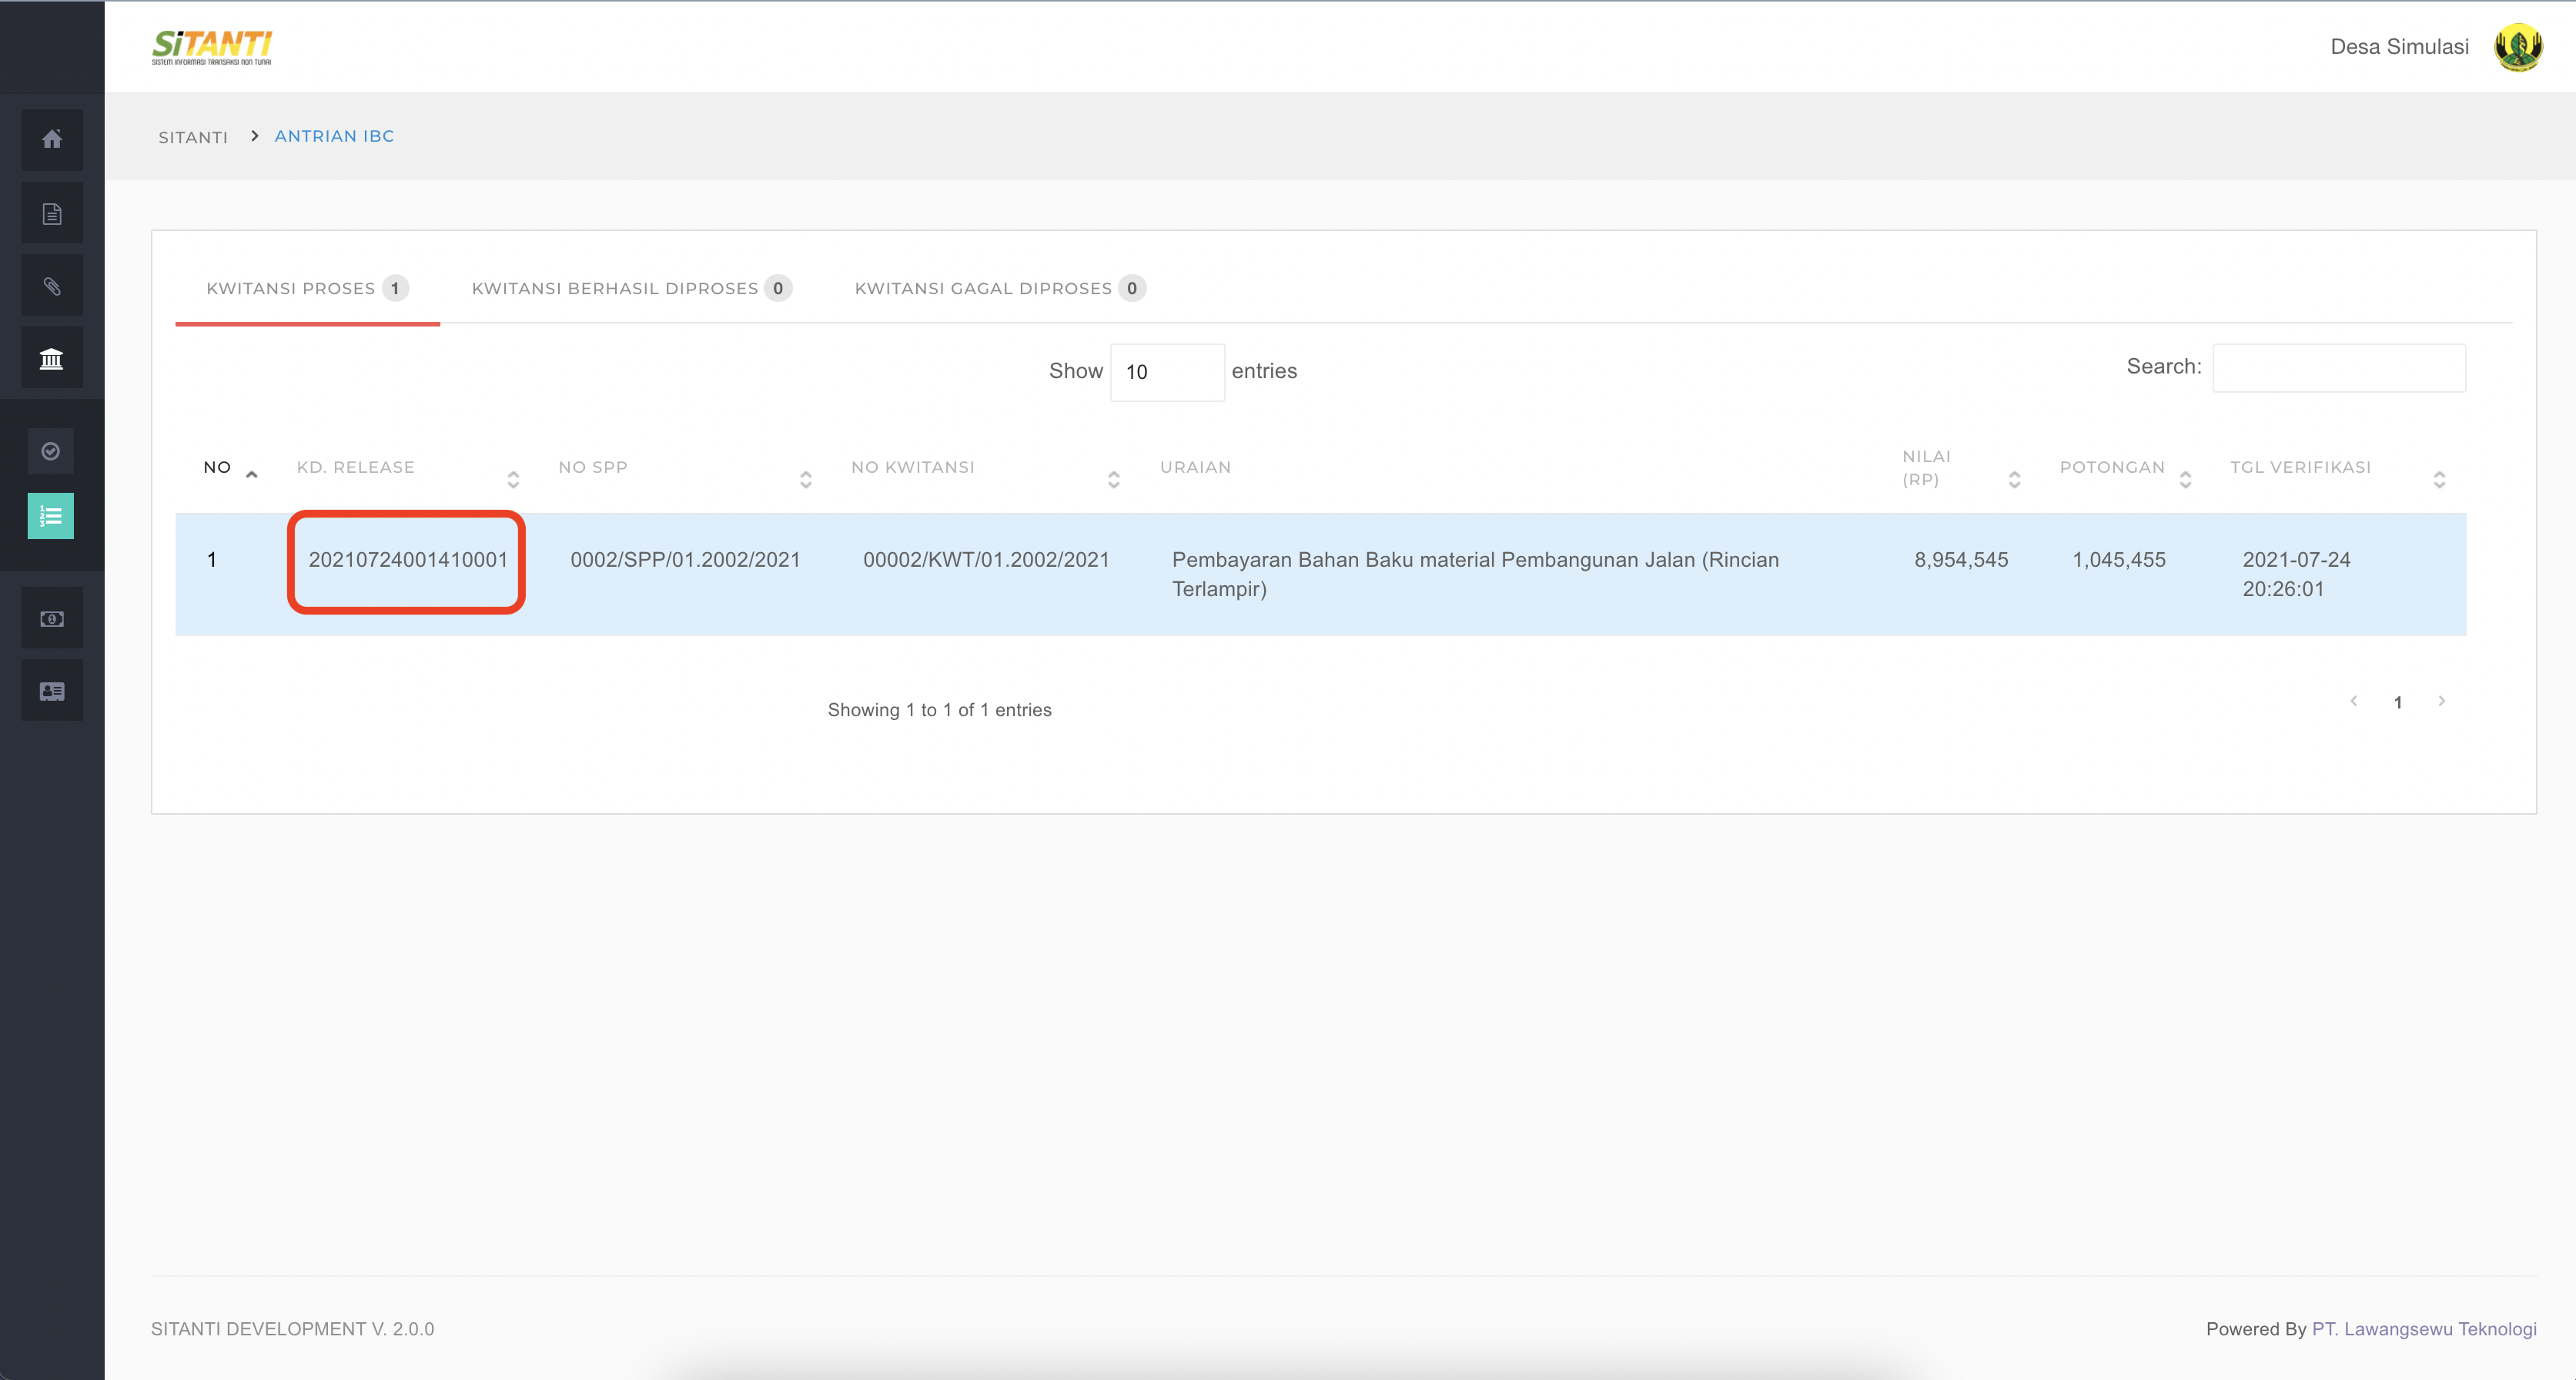 SiTANTI
SISTEM INFORMASI TRANSAKSI NON TUNAI
Desa Simulasi
SITANTI > ANTRIAN IBC
KWITANSI PROSES 1 KWITANSI BERHASIL DIPROSES 0 KWITANSI GAGAL DIPROSES 0
Show 10 entries Search:
NO KD. RELEASE NO SPP NO KWITANSI URAIAN NILAI (RP) POTONGAN TGL VERIFIKASI
1 20210724001410001 0002/SPP/01.2002/2021 00002/KWT/01.2002/2021 Pembayaran Bahan Baku material Pembangunan Jalan (Rincian 8,954,545 1,045,455 2021-07-24
Terlampir) 20:26:01
Showing 1 to 1 of 1 entries
‹ 1 ›
SITANTI DEVELOPMENT V. 2.0.0
Powered By PT. Lawangsewu Teknologi